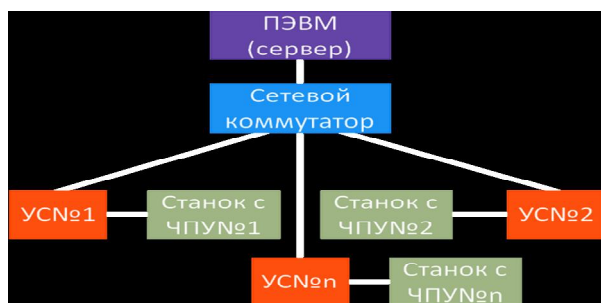 ПЭВМ
(сервер)
Сетевой
коммутатор
УС№1
Станок с
ЧПУ№1
Станок с
ЧПУ№2
УС№2
УС№n
Станок с
ЧПУ№n